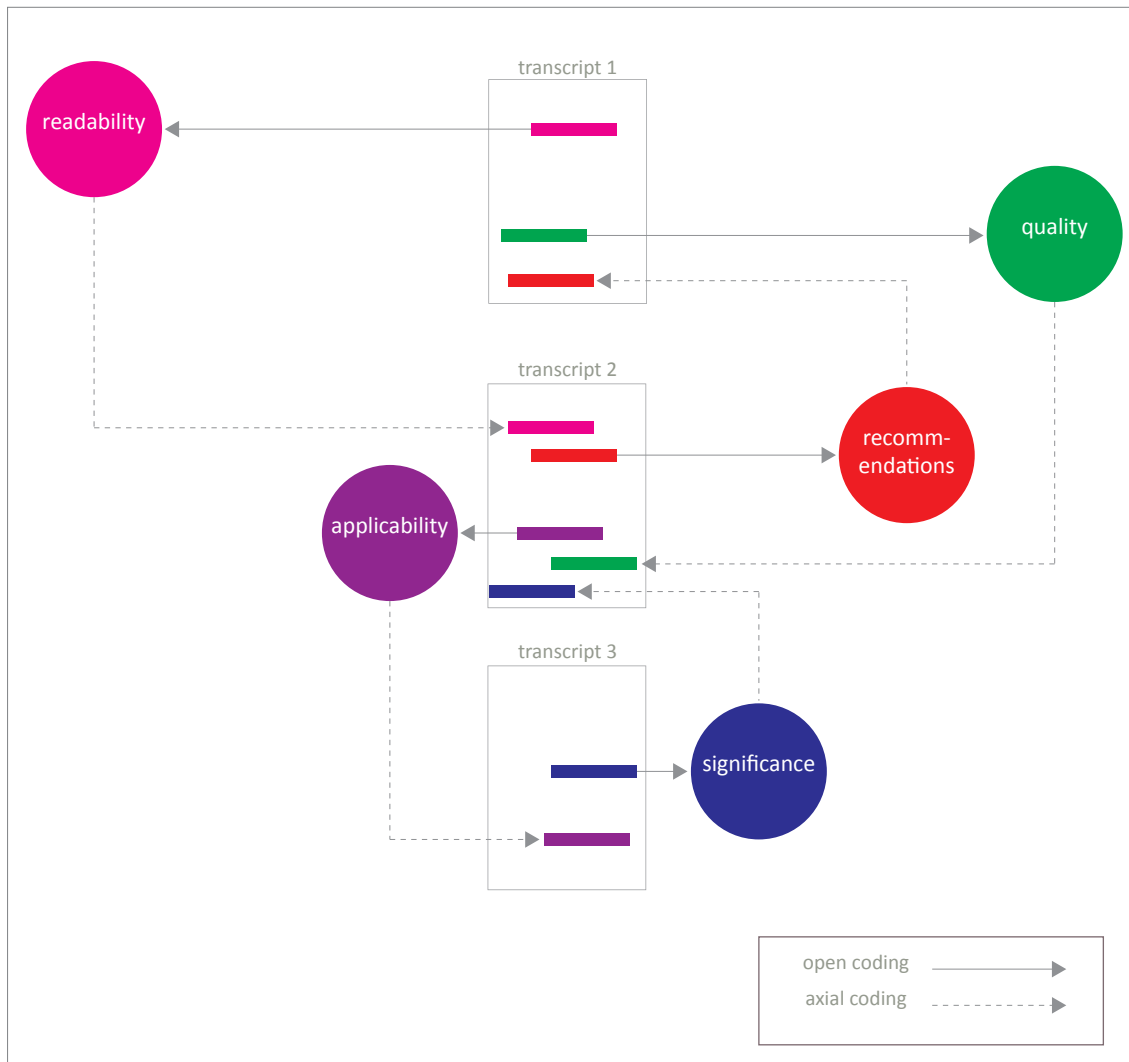 transcript 1
readability
quality
transcript 2
recomm-
endations
applicability
transcript 3
significance
open coding
axial coding